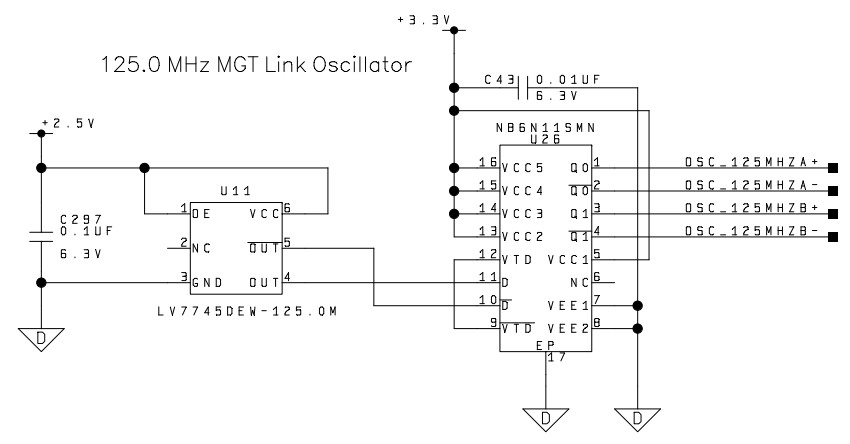 +3.3V
125.0 MHz MGT Link Oscillator
C43 0.01UF
6.3V
+2.5V
NB6N11SMN
U26
16 VCC5 Q0 1 OSC_125MHZA+
15 VCC4 Q0 2 OSC_125MHZA-
14 VCC3 Q1 3 OSC_125MHZB+
13 VCC2 Q1 4 OSC_125MHZB-
12 VTD VCC1 5
11 D NC 6
10 D VEE1 7
9 VTD VEE2 8
EP
17
U11
1 OE VCC 6
2 NC OUT 5
3 GND OUT 4
LV7745DEW-125.0M
C297
0.1UF
6.3V
D
D
D